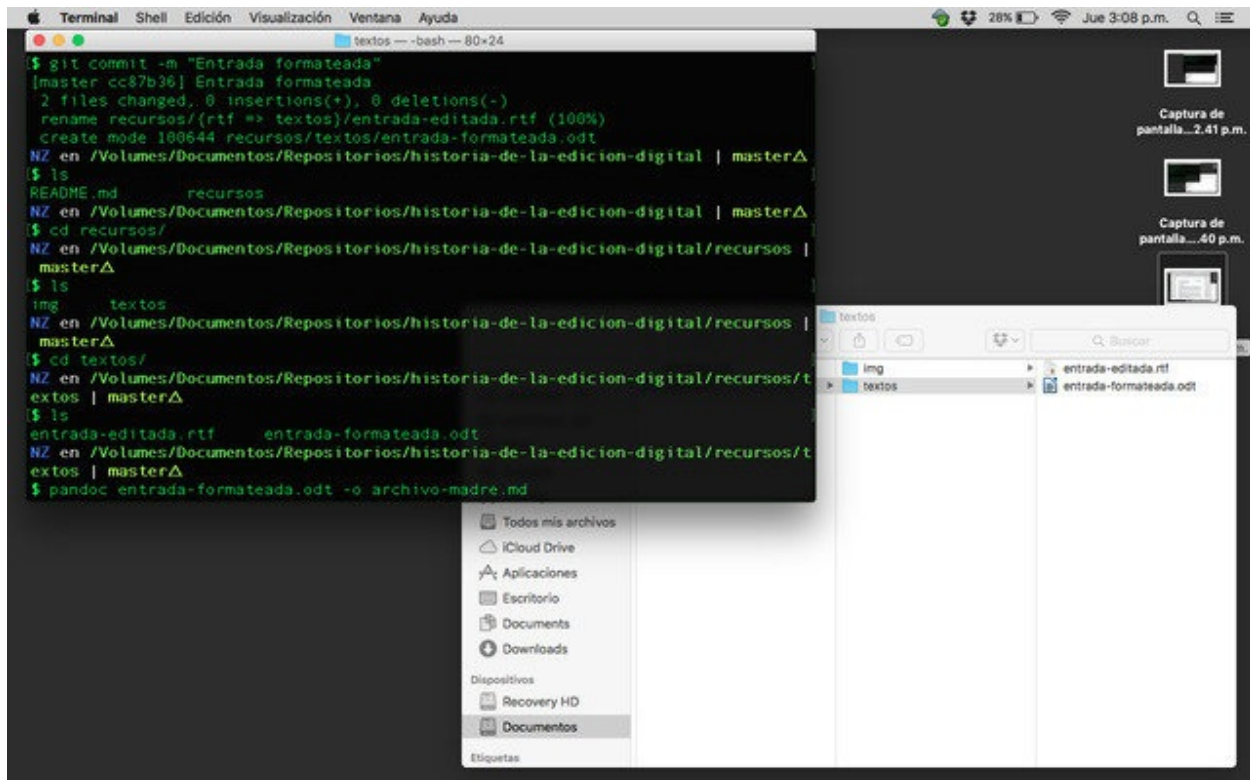 Terminal Shell Edición Visualización Ventana Ayuda 28% Jue 3:08 p.m.
textos — -bash — 80×24
[$ git commit -m "Entrada formateada" ]
[master cc87b36] Entrada formateada
2 files changed, 0 insertions(+), 0 deletions(-)
rename recursos/{rtf => textos}/entrada-editada.rtf (100%)
create mode 100644 recursos/textos/entrada-formateada.odt
NZ en /Volumes/Documentos/Repositorios/historia-de-la-edicion-digital | master△
[$ ls ]
README.md recursos
NZ en /Volumes/Documentos/Repositorios/historia-de-la-edicion-digital | master△
[$ cd recursos/ ]
NZ en /Volumes/Documentos/Repositorios/historia-de-la-edicion-digital/recursos |
master△
[$ ls ]
img textos
NZ en /Volumes/Documentos/Repositorios/historia-de-la-edicion-digital/recursos |
master△
[$ cd textos/ ]
NZ en /Volumes/Documentos/Repositorios/historia-de-la-edicion-digital/recursos/t
extos | master△
[$ ls ]
entrada-editada.rtf entrada-formateada.odt
NZ en /Volumes/Documentos/Repositorios/historia-de-la-edicion-digital/recursos/t
extos | master△
$ pandoc entrada-formateada.odt -o archivo-madre.md
Captura de
pantalla...2.41 p.m.
Captura de
pantalla....40 p.m.
textos
Buscar
img
textos
entrada-editada.rtf
entrada-formateada.odt
Todos mis archivos
iCloud Drive
Aplicaciones
Escritorio
Documents
Downloads
Dispositivos
Recovery HD
Documentos
Etiquetas